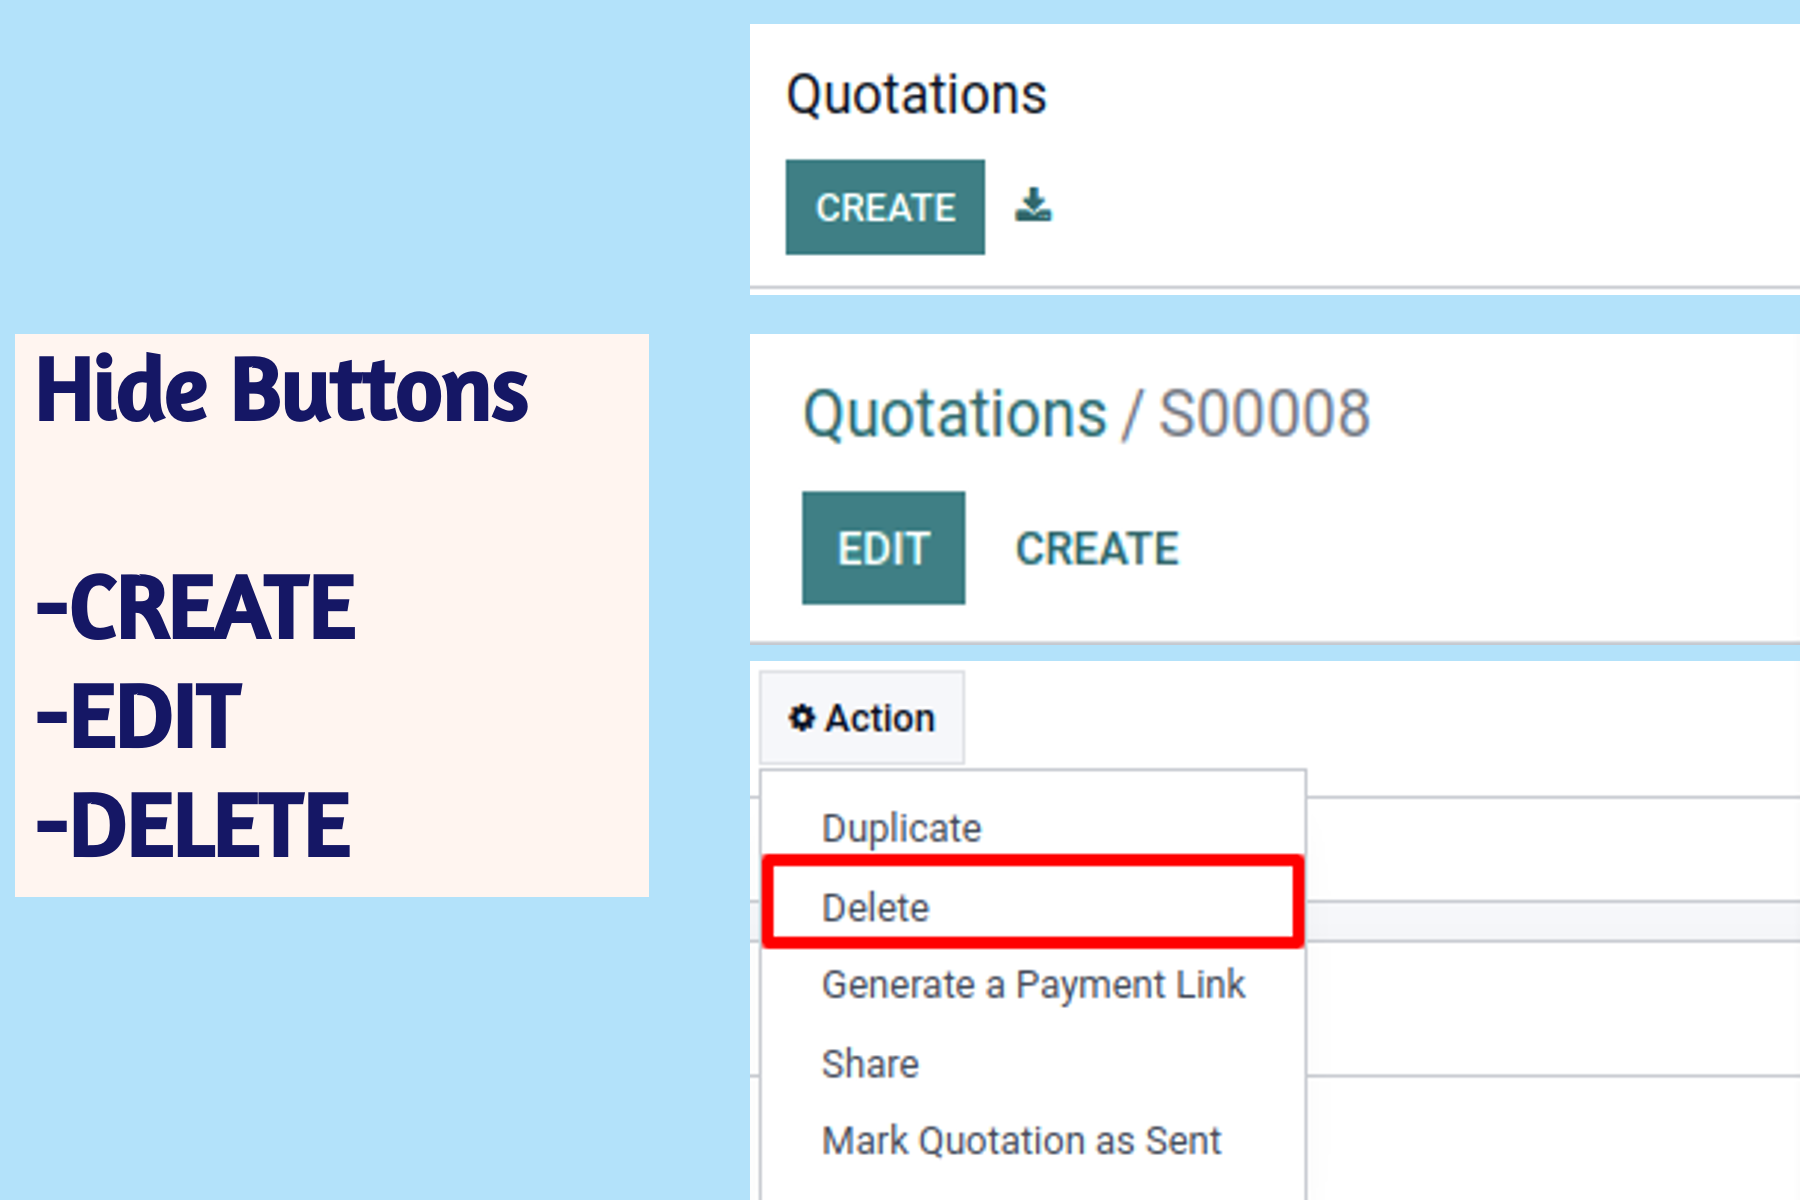 Hide Buttons
-CREATE
-EDIT
-DELETE
Quotations
CREATE
Quotations / S00008
EDIT CREATE
Action
Duplicate
Delete
Generate a Payment Link
Share
Mark Quotation as Sent